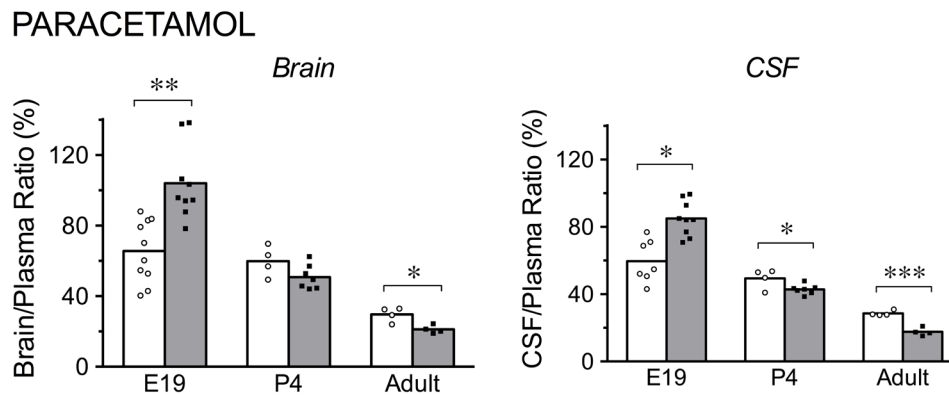 PARACETAMOL
Brain
CSF
Brain/Plasma Ratio (%)
120
80
40
0
**
*
E19
P4
Adult
CSF/Plasma Ratio (%)
120
80
40
0
*
*
***
E19
P4
Adult